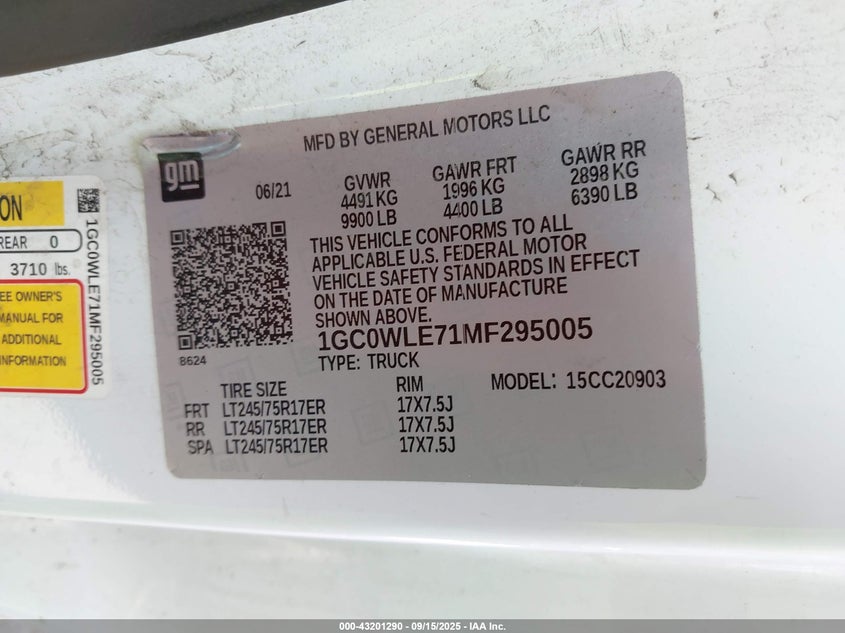 ON
REAR 0
3710 lbs.
EE OWNER'S
MANUAL FOR
ADDITIONAL
INFORMATION
1GC0WLE71MF295005
gm
MFD BY GENERAL MOTORS LLC
06/21
GVWR
4491 KG
9900 LB
GAWR FRT
1996 KG
4400 LB
GAWR RR
2898 KG
6390 LB
THIS VEHICLE CONFORMS TO ALL
APPLICABLE U.S. FEDERAL MOTOR
VEHICLE SAFETY STANDARDS IN EFFECT
ON THE DATE OF MANUFACTURE
SHOWN ABOVE.
1GC0WLE71MF295005
8624
TYPE: TRUCK
MODEL: 15CC20903
TIRE SIZE RIM
FRT LT245/75R17ER 17X7.5J
RR LT245/75R17ER 17X7.5J
SPA LT245/75R17ER 17X7.5J
000-43201290 - 09/15/2025 - IAA Inc.